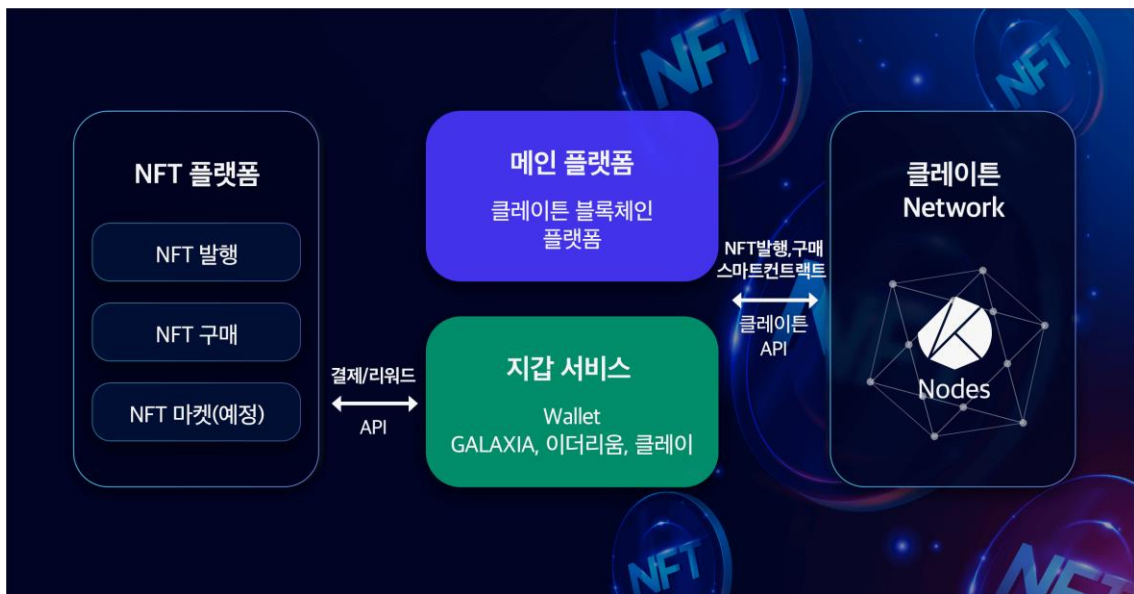 NFT 플랫폼
NFT 발행
NFT 구매
NFT 마켓(예정)
결제/리워드
API
메인 플랫폼
클레이튼 블록체인
플랫폼
지갑 서비스
Wallet
GALAXIA, 이더리움, 클레이
NFT발행,구매
스마트컨트랙트
클레이튼
API
클레이튼
Network
Nodes
NFT
NFT
NFT
NFT